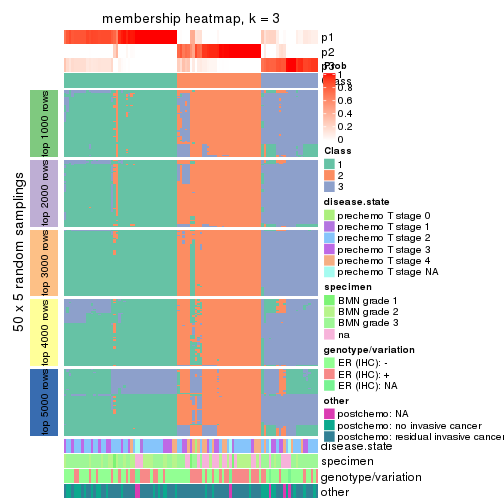 membership heatmap, k = 3
p1
p2
p3
Prob
1
0.8
0.6
0.4
0.2
0
Class
Class
1
2
3
disease.state
prechemo T stage 0
prechemo T stage 1
prechemo T stage 2
prechemo T stage 3
prechemo T stage 4
prechemo T stage NA
specimen
BMN grade 1
BMN grade 2
BMN grade 3
na
genotype/variation
ER (IHC): -
ER (IHC): +
ER (IHC): NA
other
postchemo: NA
postchemo: no invasive cancer
postchemo: residual invasive cancer
50 x 5 random samplings
top 1000 rows
top 2000 rows
top 3000 rows
top 4000 rows
top 5000 rows
disease.state
specimen
genotype/variation
other